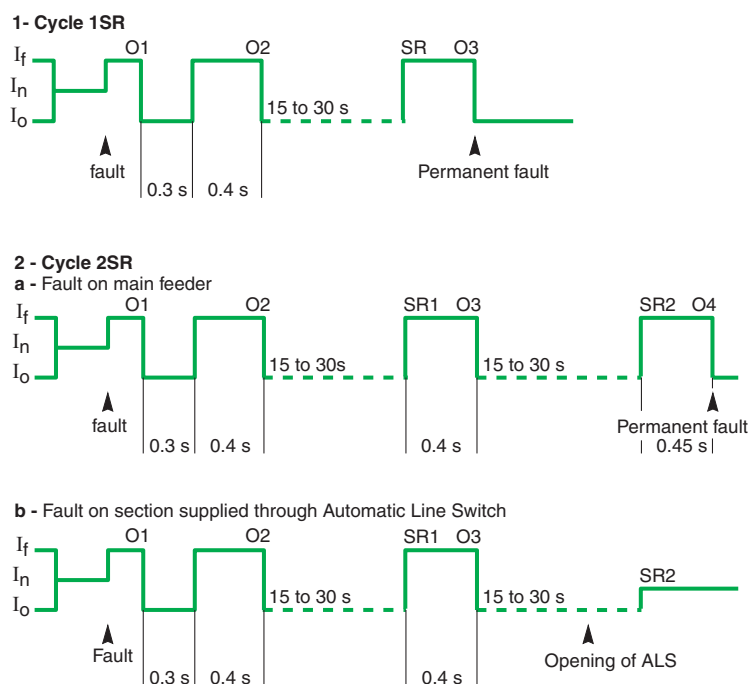 1- Cycle 1SR
If O1 O2 SR O3
In
Io 15 to 30 s
fault Permanent fault
0.3 s 0.4 s
2 - Cycle 2SR
a - Fault on main feeder
If O1 O2 SR1 O3 SR2 O4
In
Io 15 to 30s 15 to 30 s
fault Permanent fault
0.3 s 0.4 s 0.4 s 0.45 s
b - Fault on section supplied through Automatic Line Switch
If O1 O2 SR1 O3
In SR2
Io 15 to 30 s 15 to 30 s
Fault Opening of ALS
0.3 s 0.4 s 0.4 s